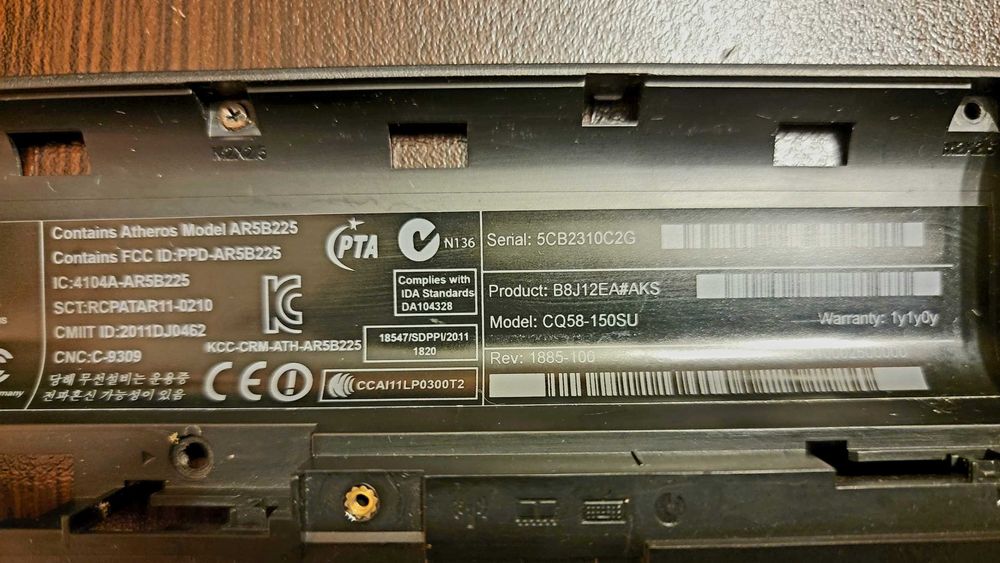 M2X2.5
Contains Atheros Model AR5B225
Contains FCC ID:PPD-AR5B225
IC:4104A-AR5B225
SCT:RCPATAR11-0210
CMIIT ID:2011DJ0462
CNC:C-9309
당해 무선설비는 운용중
전파혼신 가능성이 있음
KCC-CRM-ATH-AR5B225
PTA
N136
Complies with
IDA Standards
DA104328
18547/SDPPI/2011
1820
CCAI11LP0300T2
Serial: 5CB2310C2G
Product: B8J12EA#AKS
Model: CQ58-150SU
Warranty: 1y1y0y
Rev: 1885-100